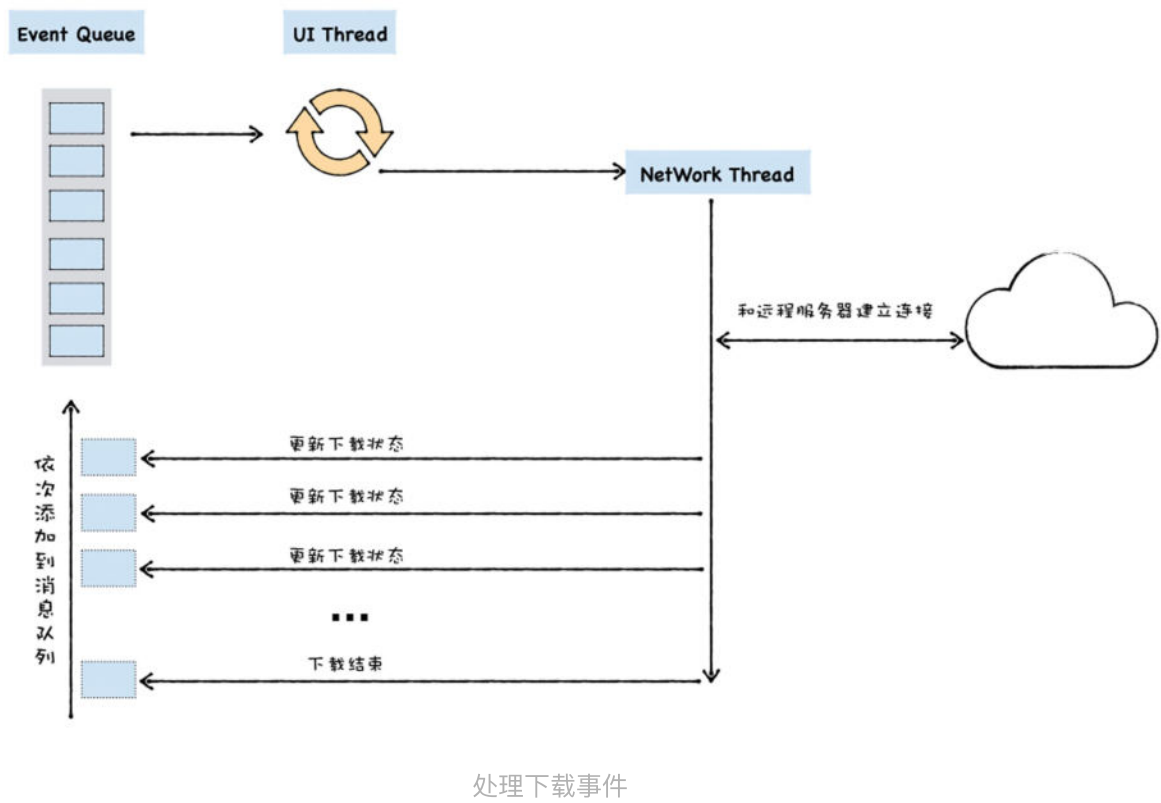 Event Queue
UI Thread
NetWork Thread
和远程服务器建立连接
更新下载状态
更新下载状态
更新下载状态
...
下载结束
依次添加到消息队列
处理下载事件